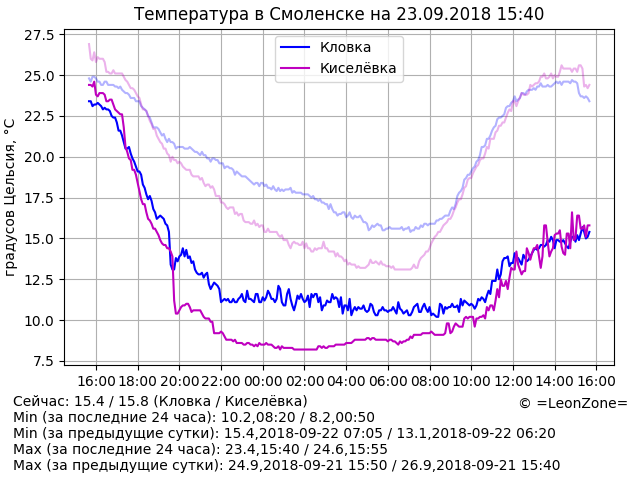 Температура в Смоленске на 23.09.2018 15:40
27.5
25.0
22.5
20.0
17.5
15.0
12.5
10.0
7.5
градусов Цельсия, °C
Кловка
Киселёвка
16:00 18:00 20:00 22:00 00:00 02:00 04:00 06:00 08:00 10:00 12:00 14:00 16:00
Сейчас: 15.4 / 15.8 (Кловка / Киселёвка)
© =LeonZone=
Min (за последние 24 часа): 10.2,08:20 / 8.2,00:50
Min (за предыдущие сутки): 15.4,2018-09-22 07:05 / 13.1,2018-09-22 06:20
Max (за последние 24 часа): 23.4,15:40 / 24.6,15:55
Max (за предыдущие сутки): 24.9,2018-09-21 15:50 / 26.9,2018-09-21 15:40